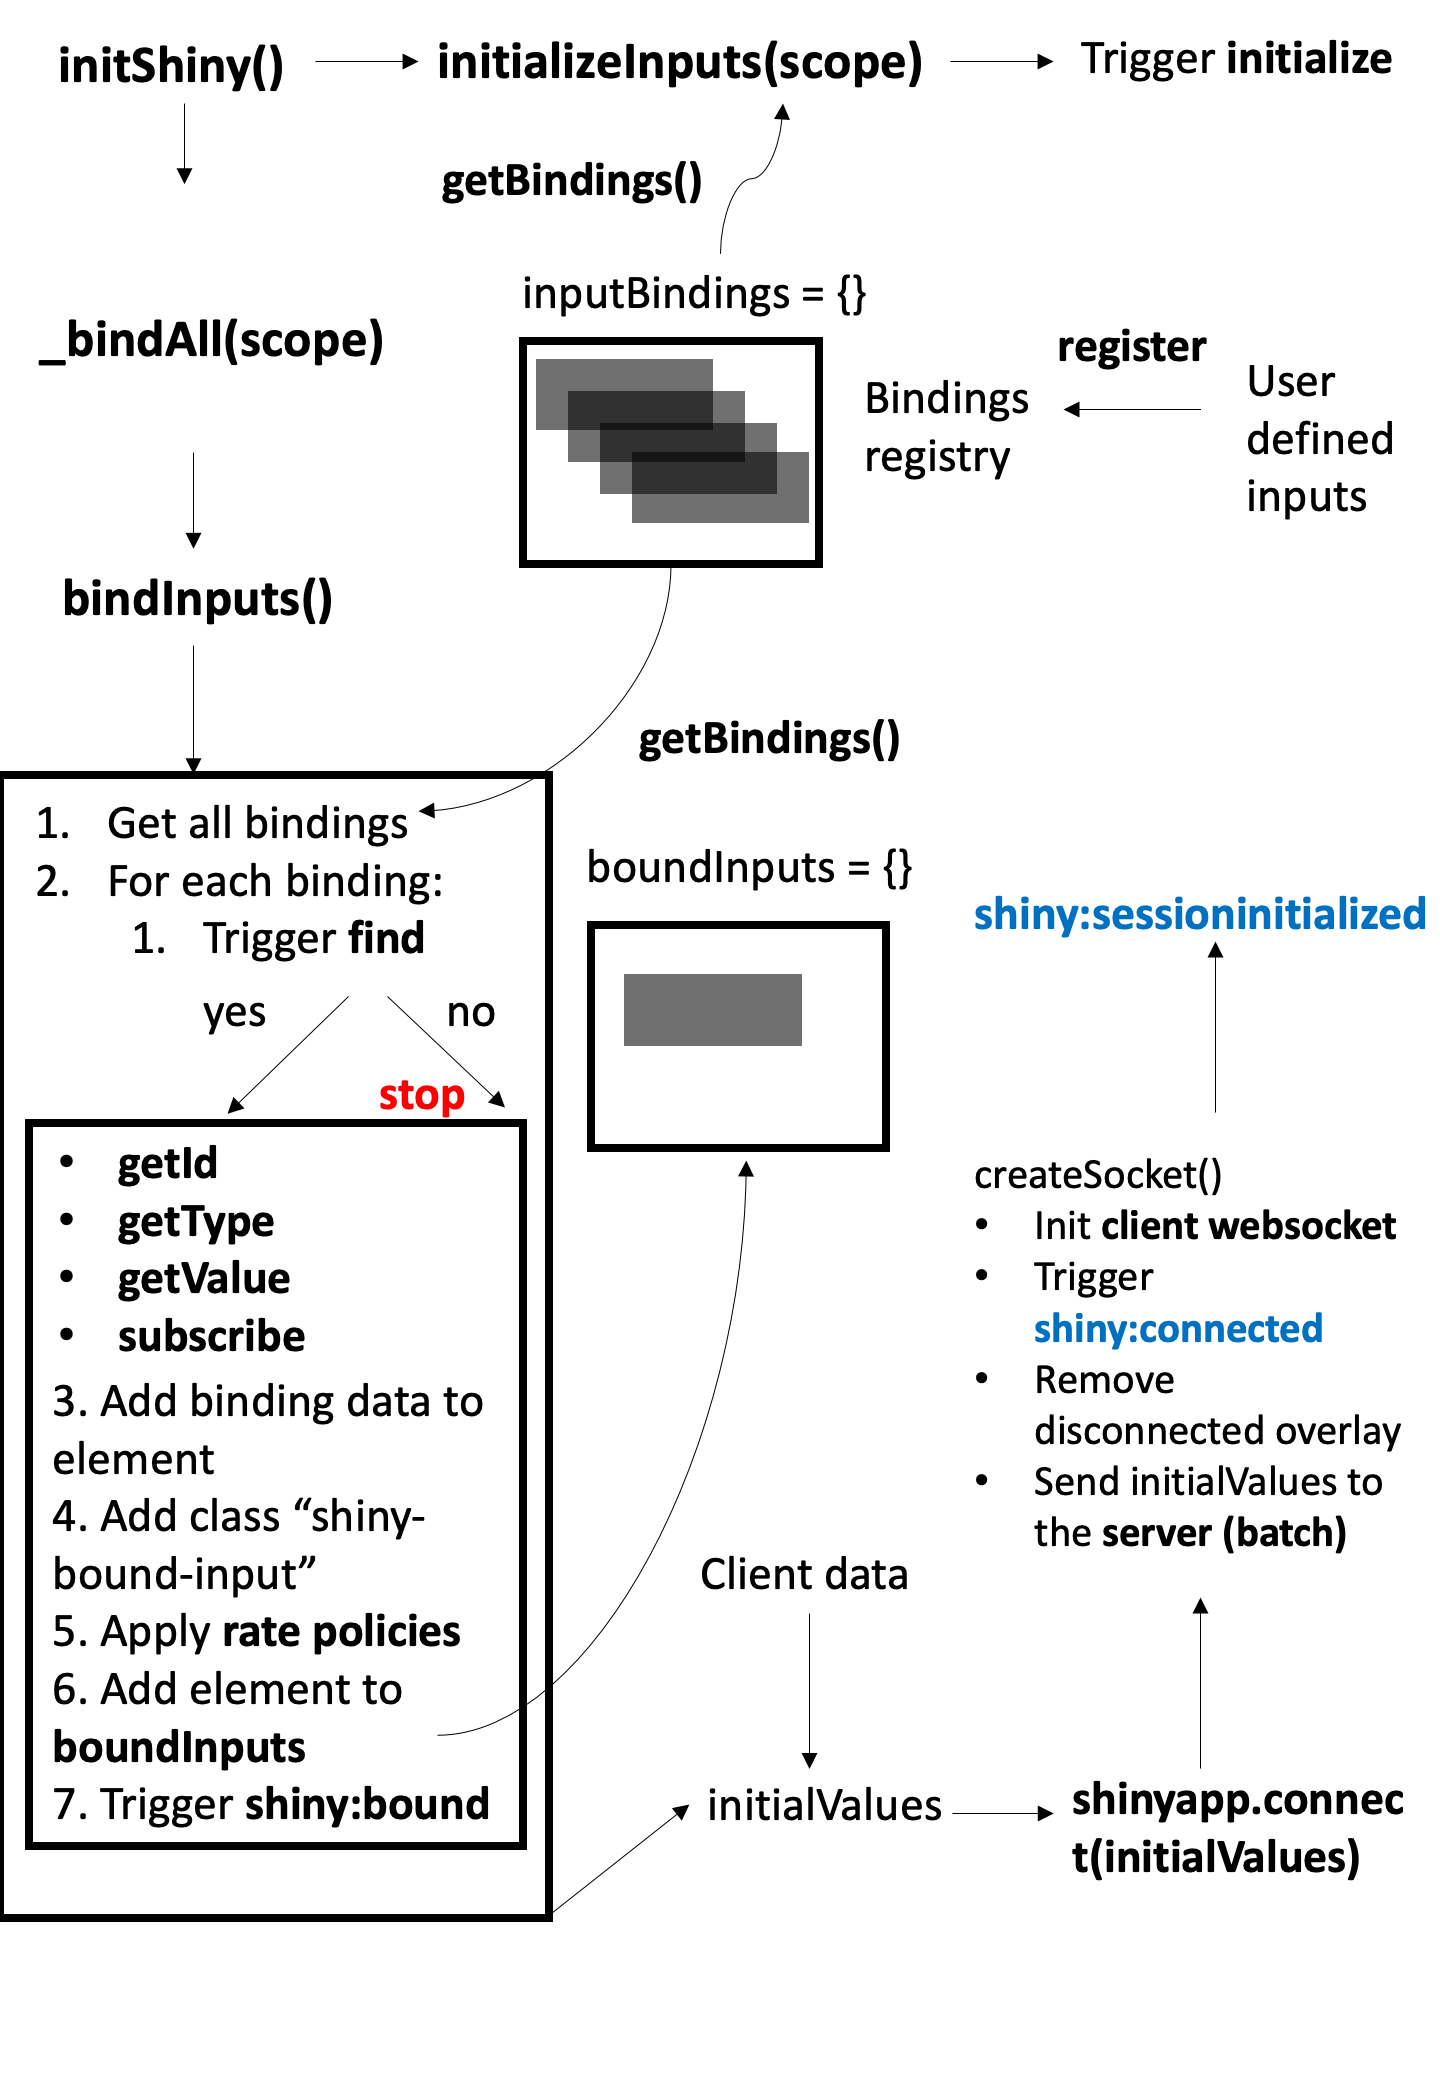 initShiny()
initializeInputs(scope)
Trigger initialize
getBindings()
inputBindings = {}
_bindAll(scope)
register
Bindings
registry
User
defined
inputs
bindInputs()
getBindings()
1. Get all bindings
2. For each binding:
1. Trigger find
yes
no
stop
• getId
• getType
• getValue
• subscribe
3. Add binding data to
element
4. Add class “shiny-
bound-input”
5. Apply rate policies
6. Add element to
boundInputs
7. Trigger shiny:bound
boundInputs = {}
shiny:sessioninitialized
createSocket()
• Init client websocket
• Trigger
shiny:connected
• Remove
disconnected overlay
• Send initialValues to
the server (batch)
Client data
initialValues
shinyapp.connec
t(initialValues)